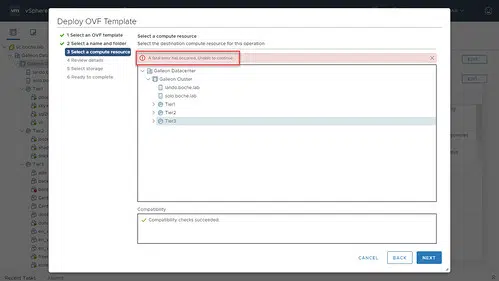 vm vSphere
Deploy OVF Template
1 Select an OVF template
2 Select a name and folder
3 Select a compute resource
4 Review details
5 Select storage
6 Ready to complete
Select a compute resource
Select the destination compute resource for this operation
A fatal error has occurred. Unable to continue.
Galleon Datacenter
Galleon Cluster
lando.boche.lab
solo.boche.lab
Tier1
Tier2
Tier3
Compatibility
Compatibility checks succeeded.
CANCEL
BACK
NEXT
Recent Tasks
Alarms